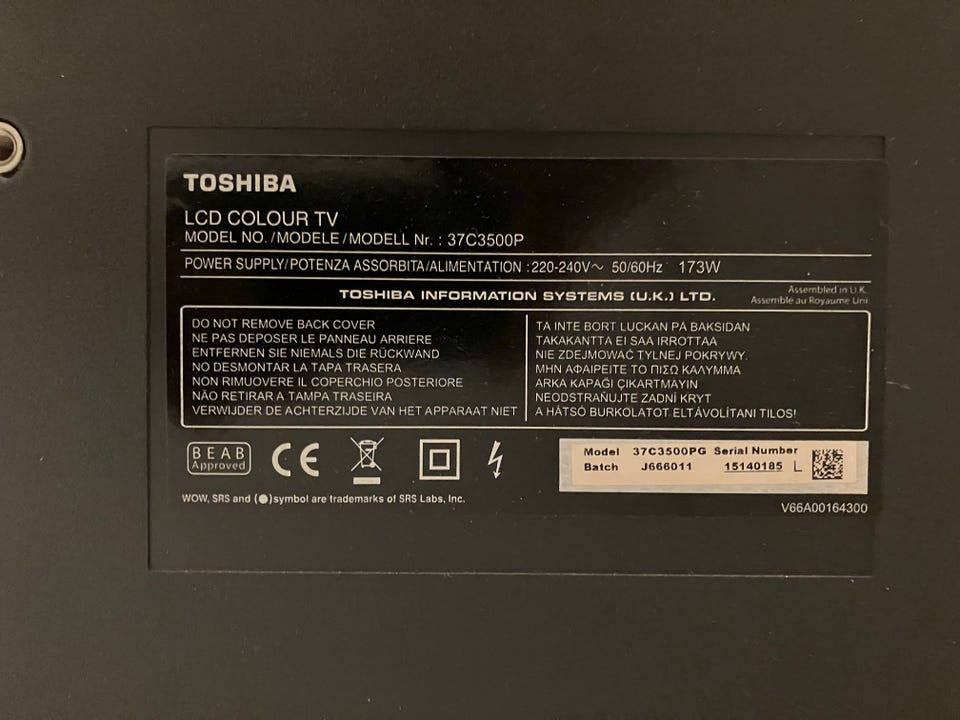 TOSHIBA
LCD COLOUR TV
MODEL NO./MODELE/MODELL Nr. : 37C3500P
POWER SUPPLY/POTENZA ASSORBITA/ALIMENTATION : 220-240V～ 50/60Hz 173W
TOSHIBA INFORMATION SYSTEMS (U.K.) LTD.
Assembled in U.K.
Assemblé au Royaume Uni
DO NOT REMOVE BACK COVER
NE PAS DEPOSER LE PANNEAU ARRIERE
ENTFERNEN SIE NIEMALS DIE RÜCKWAND
NO DESMONTAR LA TAPA TRASERA
NON RIMUOVERE IL COPERCHIO POSTERIORE
NÃO RETIRAR A TAMPA TRASEIRA
VERWIJDER DE ACHTERZIJDE VAN HET APPARAAT NIET
TA INTE BORT LUCKAN PÅ BAKSIDAN
TAKAKANTTA EI SAA IRROTTAA
NIE ZDEJMOWAĆ TYLNEJ POKRYWY.
ΜΗΝ ΑΦΑΙΡΕΙΤΕ ΤΟ ΠΙΣΩ ΚΑΛΥΜΜΑ
ARKA KAPAĞI ÇIKARTMAYIN
NEODSTRAŇUJTE ZADNÍ KRYT
A HÁTSÓ BURKOLATOT ELTÁVOLÍTANI TILOS!
BEAB
Approved
CE
Model 37C3500PG Serial Number
Batch J666011 15140185 L
WOW, SRS and (●) symbol are trademarks of SRS Labs, Inc.
V66A00164300